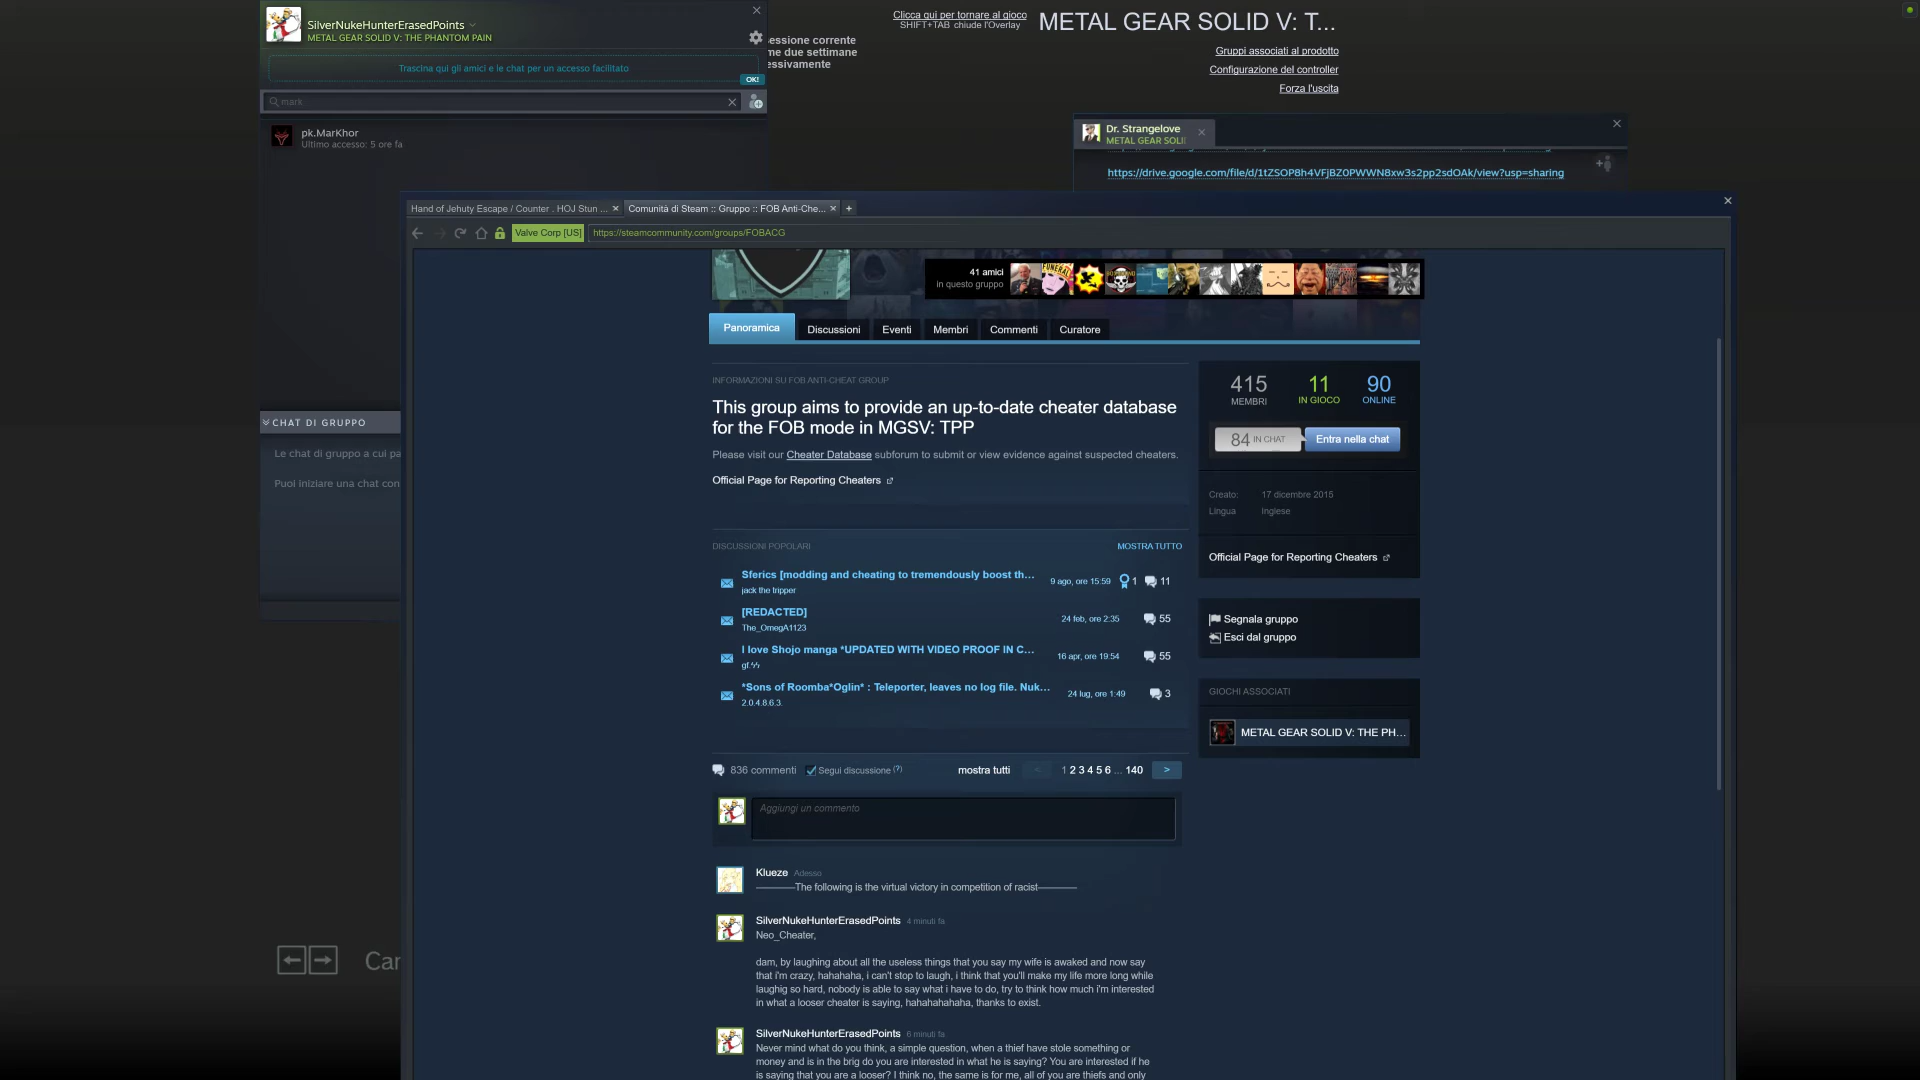 SilverNukeHunterErasedPoints
METAL GEAR SOLID V: THE PHANTOM PAIN
Trascina qui gli amici e le chat per un accesso facilitato
OK!
mark
pk.MarKhor
Ultimo accesso: 5 ore fa
CHAT DI GRUPPO
Le chat di gruppo a cui pa
Puoi iniziare una chat con
essione corrente
me due settimane
essivamente
Clicca qui per tornare al gioco
SHIFT+TAB chiude l'Overlay
METAL GEAR SOLID V: T...
Gruppi associati al prodotto
Configurazione del controller
Forza l'uscita
Dr. Strangelove
METAL GEAR SOLI
https://drive.google.com/file/d/1tZSOP8h4VFjBZ0PWWN8xw3s2pp2sdOAk/view?usp=sharing
Hand of Jehuty Escape / Counter . HOJ Stun ...
Comunità di Steam :: Gruppo :: FOB Anti-Che...
Valve Corp [US]
https://steamcommunity.com/groups/FOBACG
41 amici
in questo gruppo
FUNERAL
Panoramica
Discussioni
Eventi
Membri
Commenti
Curatore
INFORMAZIONI SU FOB ANTI-CHEAT GROUP
This group aims to provide an up-to-date cheater database
for the FOB mode in MGSV: TPP
Please visit our Cheater Database subforum to submit or view evidence against suspected cheaters.
Official Page for Reporting Cheaters
415
MEMBRI
11
IN GIOCO
90
ONLINE
84 IN CHAT
Entra nella chat
Creato: 17 dicembre 2015
Lingua Inglese
Official Page for Reporting Cheaters
Segnala gruppo
Esci dal gruppo
GIOCHI ASSOCIATI
METAL GEAR SOLID V: THE PH...
DISCUSSIONI POPOLARI
MOSTRA TUTTO
Sferics [modding and cheating to tremendously boost th...
jack the tripper
9 ago, ore 15:59
1
11
[REDACTED]
The_OmegA1123
24 feb, ore 2:35
55
I love Shojo manga *UPDATED WITH VIDEO PROOF IN C...
gf.ϟϟ
16 apr, ore 19:54
55
*Sons of Roomba*Oglin* : Teleporter, leaves no log file. Nuk...
2.0.4.8.6.3.
24 lug, ore 1:49
3
836 commenti
Segui discussione (?)
mostra tutti
< 1 2 3 4 5 6 ... 140 >
Aggiungi un commento
Klueze Adesso
————The following is the virtual victory in competition of racist————
SilverNukeHunterErasedPoints 4 minuti fa
Neo_Cheater,
dam, by laughing about all the useless things that you say my wife is awaked and now say
that i'm crazy, hahahaha, i can't stop to laugh, i think that you'll make my life more long while
laughig so hard, nobody is able to say what i have to do, try to think how much i'm interested
in what a looser cheater is saying, hahahahahaha, thanks to exist.
SilverNukeHunterErasedPoints 6 minuti fa
Never mind what do you think, a simple question, when a thief have stole something or
money and is in the brig do you are interested in what he is saying? You are interested if he
is saying that you are a looser? I think no, the same is for me, all of you are thiefs and only
Can